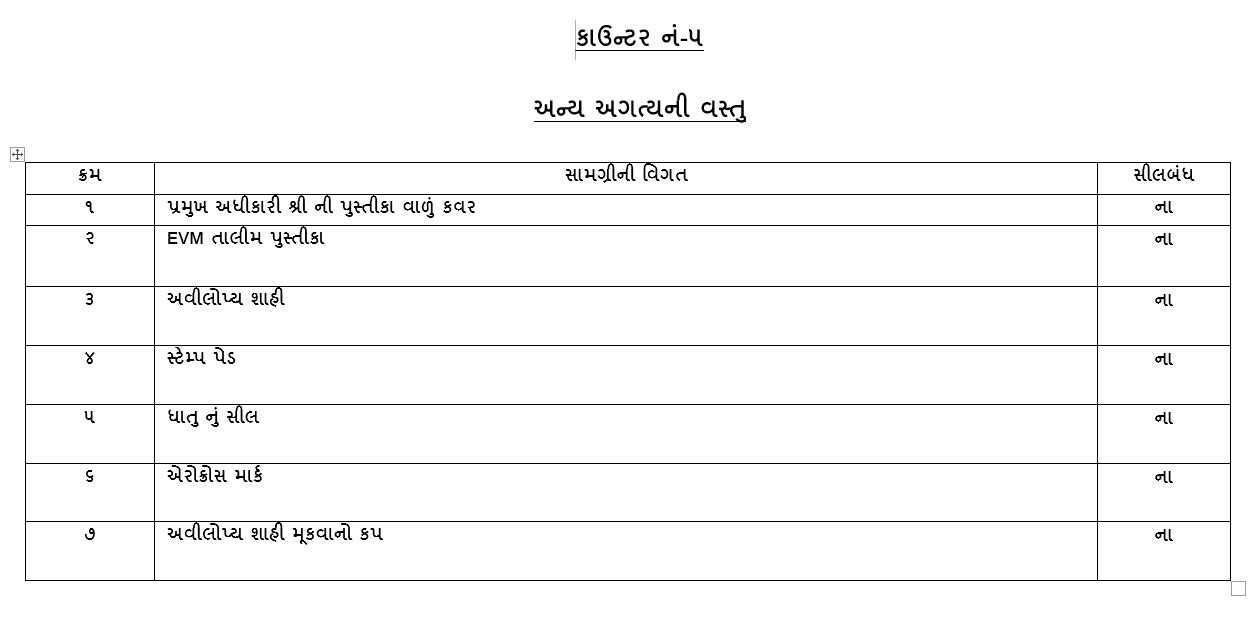 કાઉન્ટર નં-૫
અન્ય અગત્યની વસ્તુ
ક્રમ સામગ્રીની વિગત સીલબંધ
૧ પ્રમુખ અધીકારી શ્રી ની પુસ્તીકા વાળું કવર ના
૨ EVM તાલીમ પુસ્તીકા ના
૩ અવીલોપ્ય શાહી ના
૪ સ્ટેમ્પ પેડ ના
૫ ધાતુ નું સીલ ના
૬ એરોક્રોસ માર્ક ના
૭ અવીલોપ્ય શાહી મૂકવાનો કપ ના